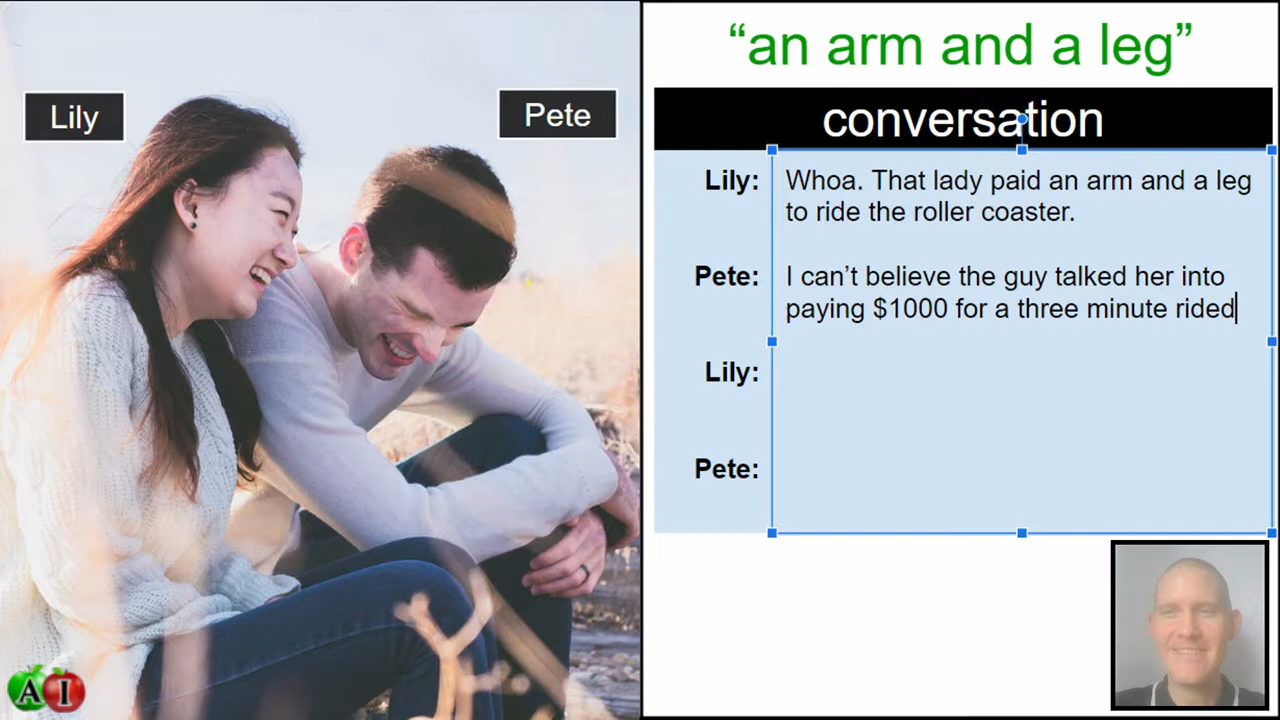 Lily
Pete
“an arm and a leg”
conversation
Lily: Whoa. That lady paid an arm and a leg
to ride the roller coaster.
Pete: I can’t believe the guy talked her into
paying $1000 for a three minute rided
Lily:
Pete:
A I